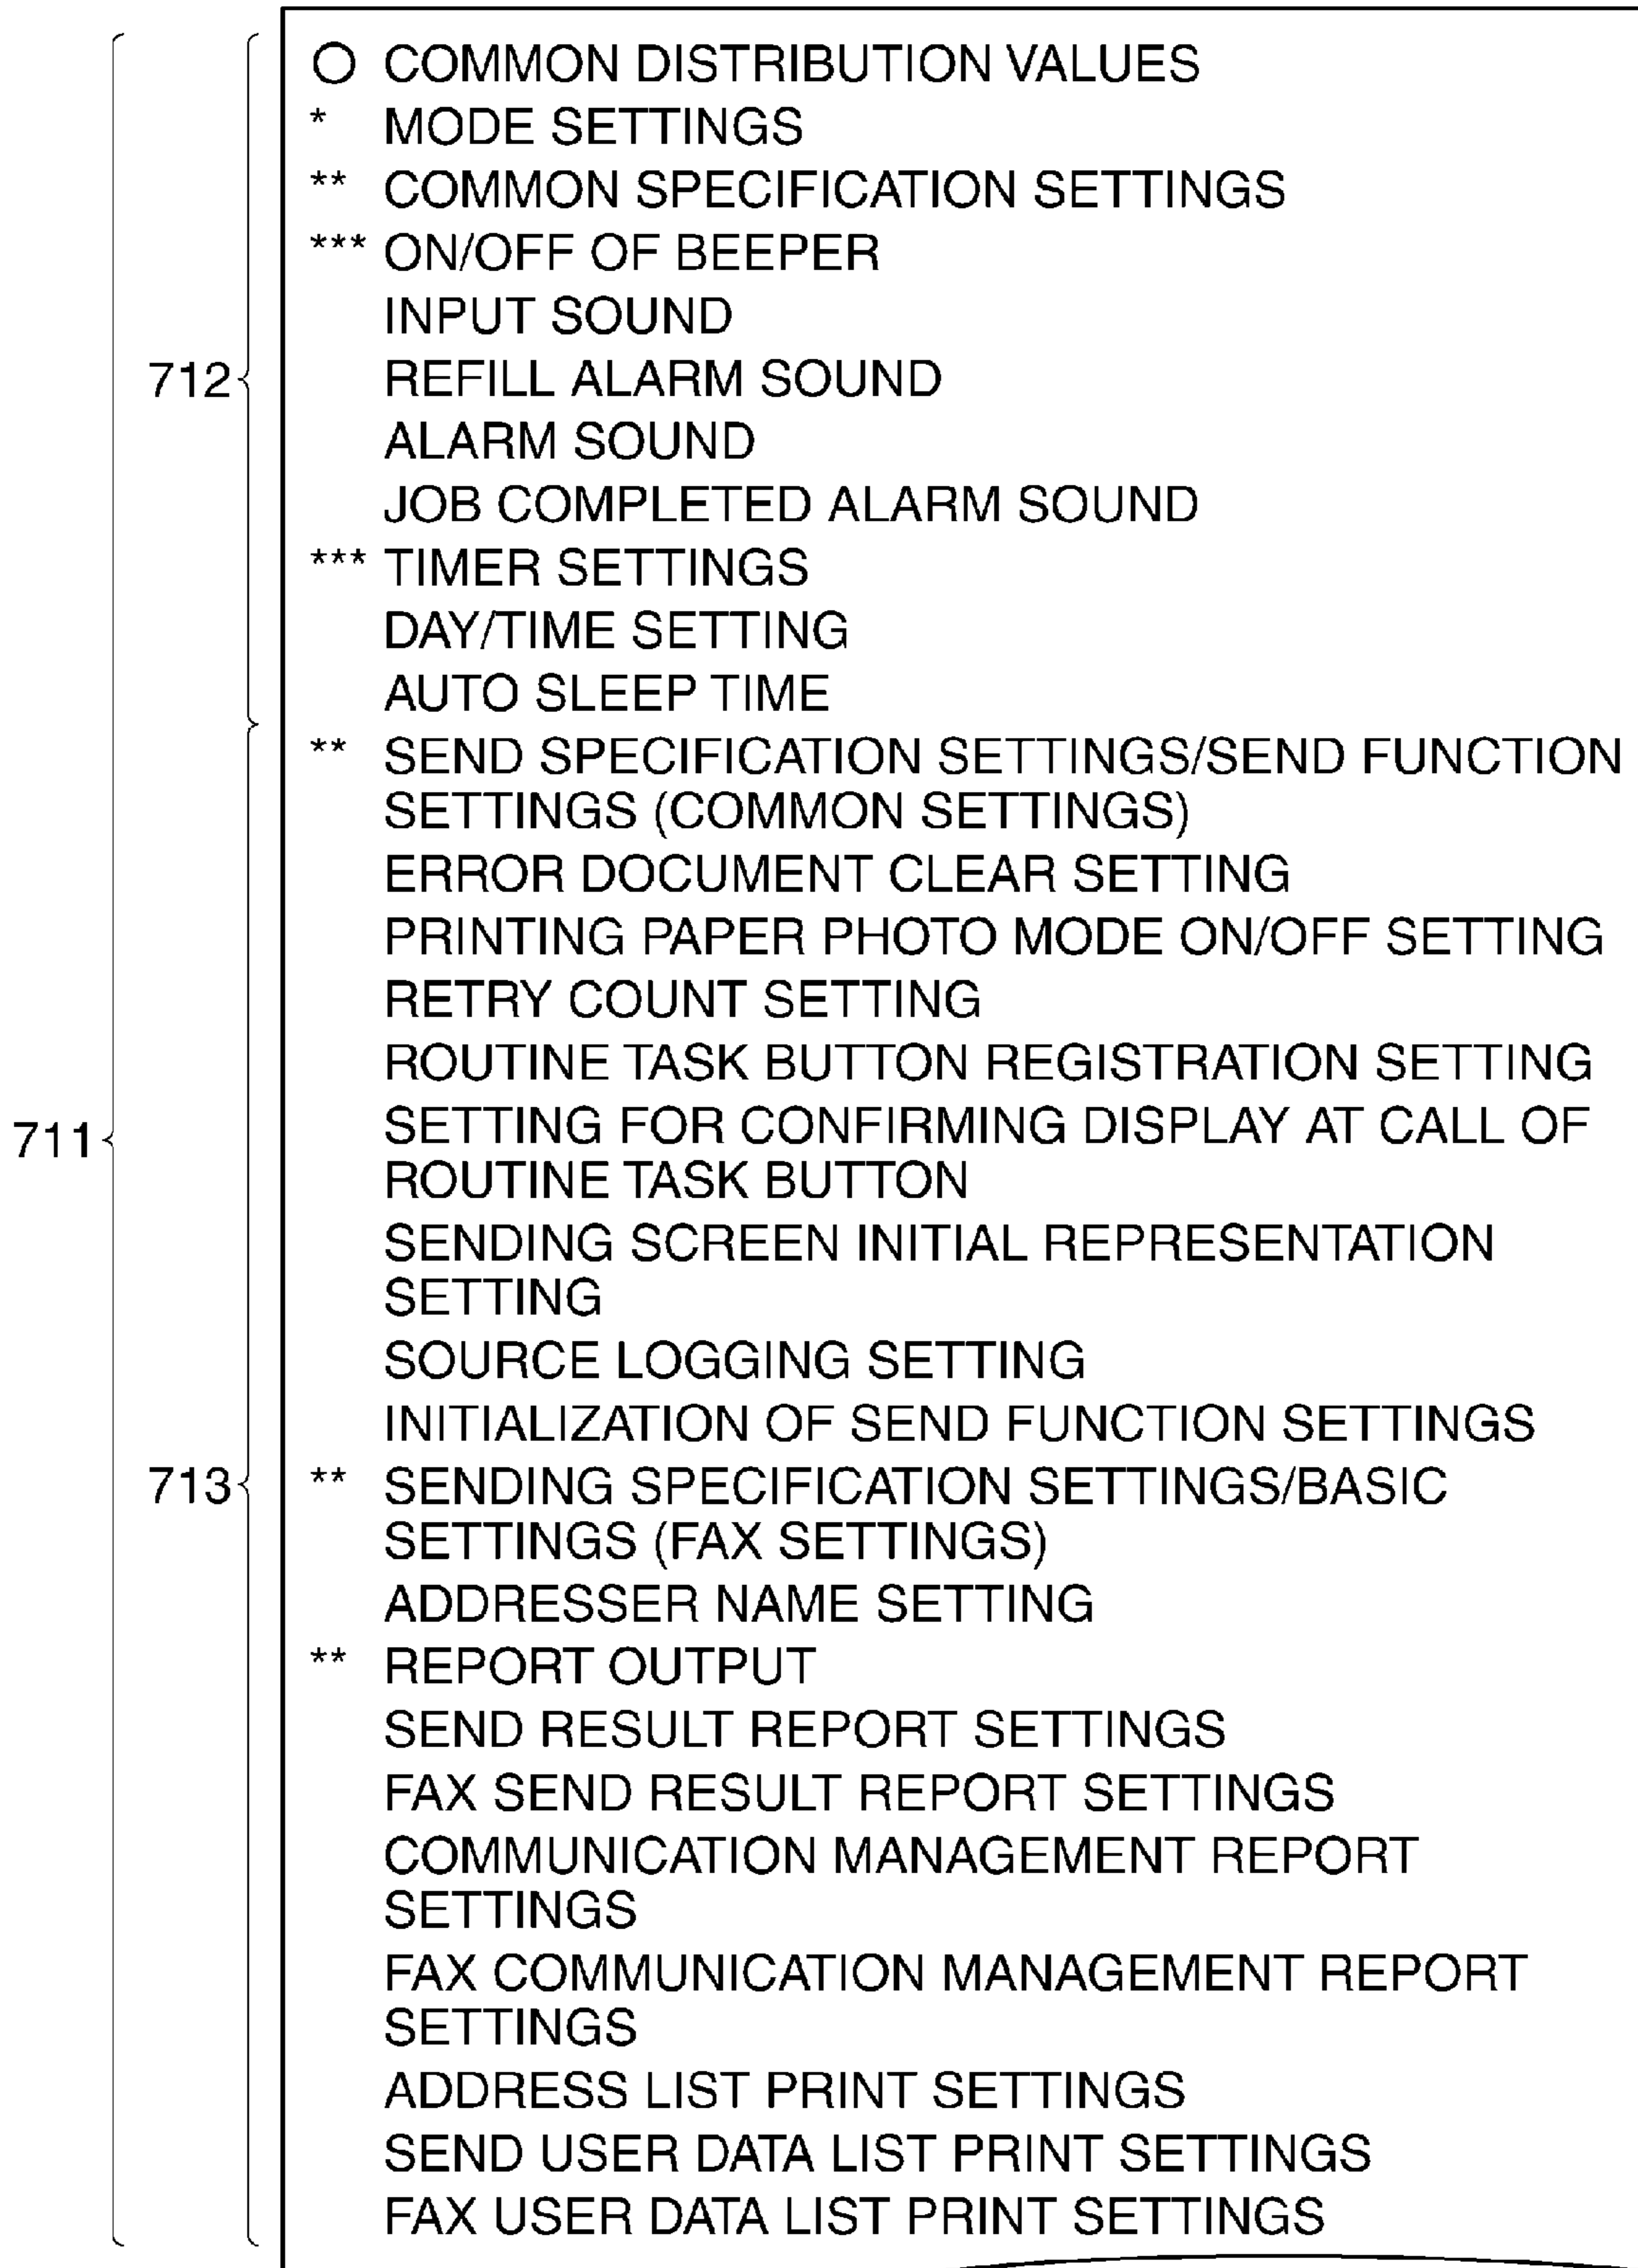 ○ COMMON DISTRIBUTION VALUES
* MODE SETTINGS
** COMMON SPECIFICATION SETTINGS
*** ON/OFF OF BEEPER
INPUT SOUND
REFILL ALARM SOUND
712
ALARM SOUND
JOB COMPLETED ALARM SOUND
*** TIMER SETTINGS
DAY/TIME SETTING
AUTO SLEEP TIME
** SEND SPECIFICATION SETTINGS/SEND FUNCTION
SETTINGS (COMMON SETTINGS)
ERROR DOCUMENT CLEAR SETTING
PRINTING PAPER PHOTO MODE ON/OFF SETTING
RETRY COUNT SETTING
ROUTINE TASK BUTTON REGISTRATION SETTING
711
SETTING FOR CONFIRMING DISPLAY AT CALL OF
ROUTINE TASK BUTTON
SENDING SCREEN INITIAL REPRESENTATION
SETTING
SOURCE LOGGING SETTING
INITIALIZATION OF SEND FUNCTION SETTINGS
713
** SENDING SPECIFICATION SETTINGS/BASIC
SETTINGS (FAX SETTINGS)
ADDRESSER NAME SETTING
** REPORT OUTPUT
SEND RESULT REPORT SETTINGS
FAX SEND RESULT REPORT SETTINGS
COMMUNICATION MANAGEMENT REPORT
SETTINGS
FAX COMMUNICATION MANAGEMENT REPORT
SETTINGS
ADDRESS LIST PRINT SETTINGS
SEND USER DATA LIST PRINT SETTINGS
FAX USER DATA LIST PRINT SETTINGS